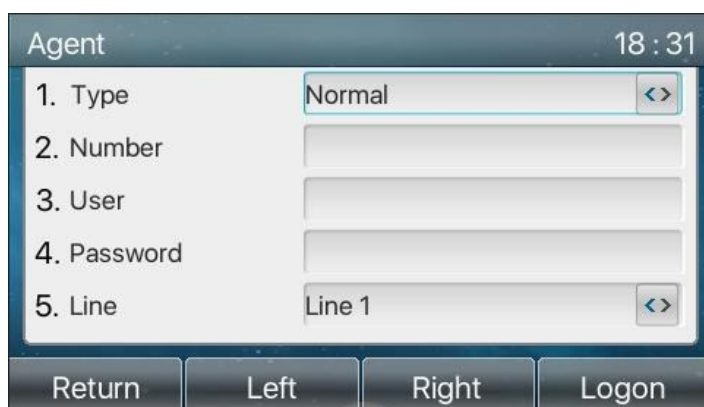 Agent 18 : 31
1. Type Normal
2. Number
3. User
4. Password
5. Line Line 1
Return Left Right Logon